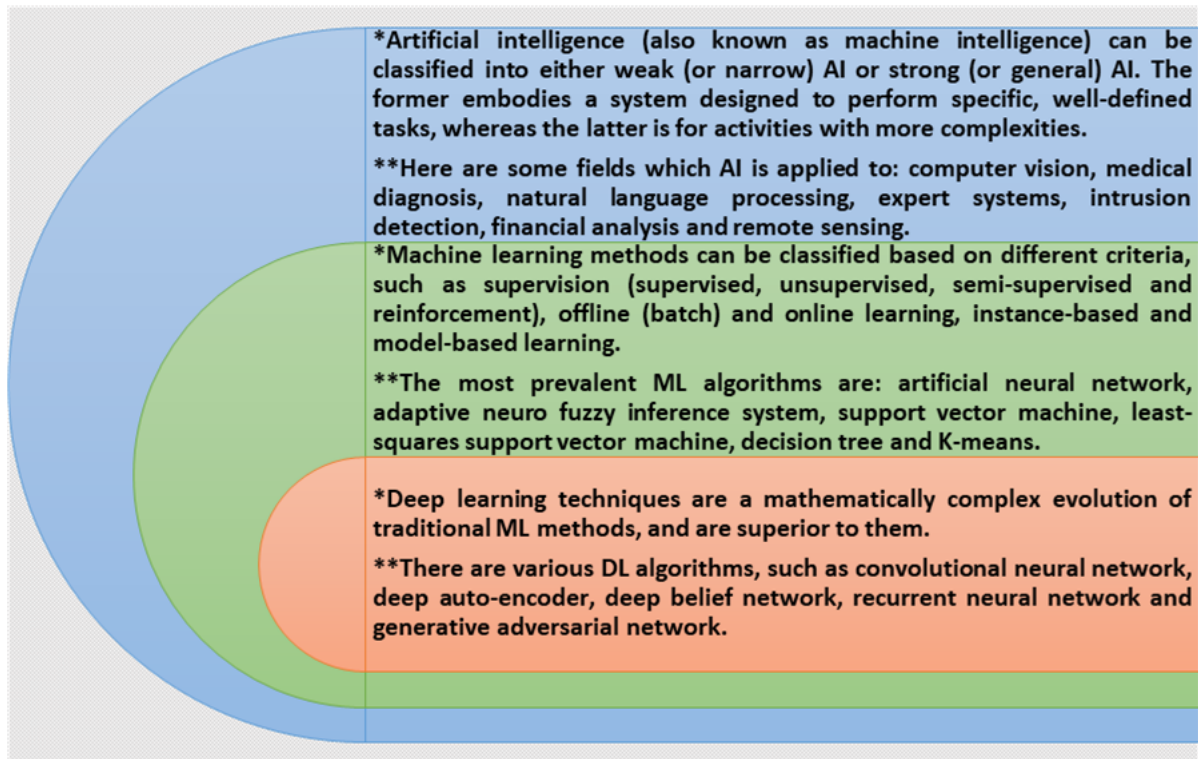 *Artificial intelligence (also known as machine intelligence) can be
classified into either weak (or narrow) AI or strong (or general) AI. The
former embodies a system designed to perform specific, well-defined
tasks, whereas the latter is for activities with more complexities.
**Here are some fields which AI is applied to: computer vision, medical
diagnosis, natural language processing, expert systems, intrusion
detection, financial analysis and remote sensing.
*Machine learning methods can be classified based on different criteria,
such as supervision (supervised, unsupervised, semi-supervised and
reinforcement), offline (batch) and online learning, instance-based and
model-based learning.
**The most prevalent ML algorithms are: artificial neural network,
adaptive neuro fuzzy inference system, support vector machine, least-
squares support vector machine, decision tree and K-means.
*Deep learning techniques are a mathematically complex evolution of
traditional ML methods, and are superior to them.
**There are various DL algorithms, such as convolutional neural network,
deep auto-encoder, deep belief network, recurrent neural network and
generative adversarial network.